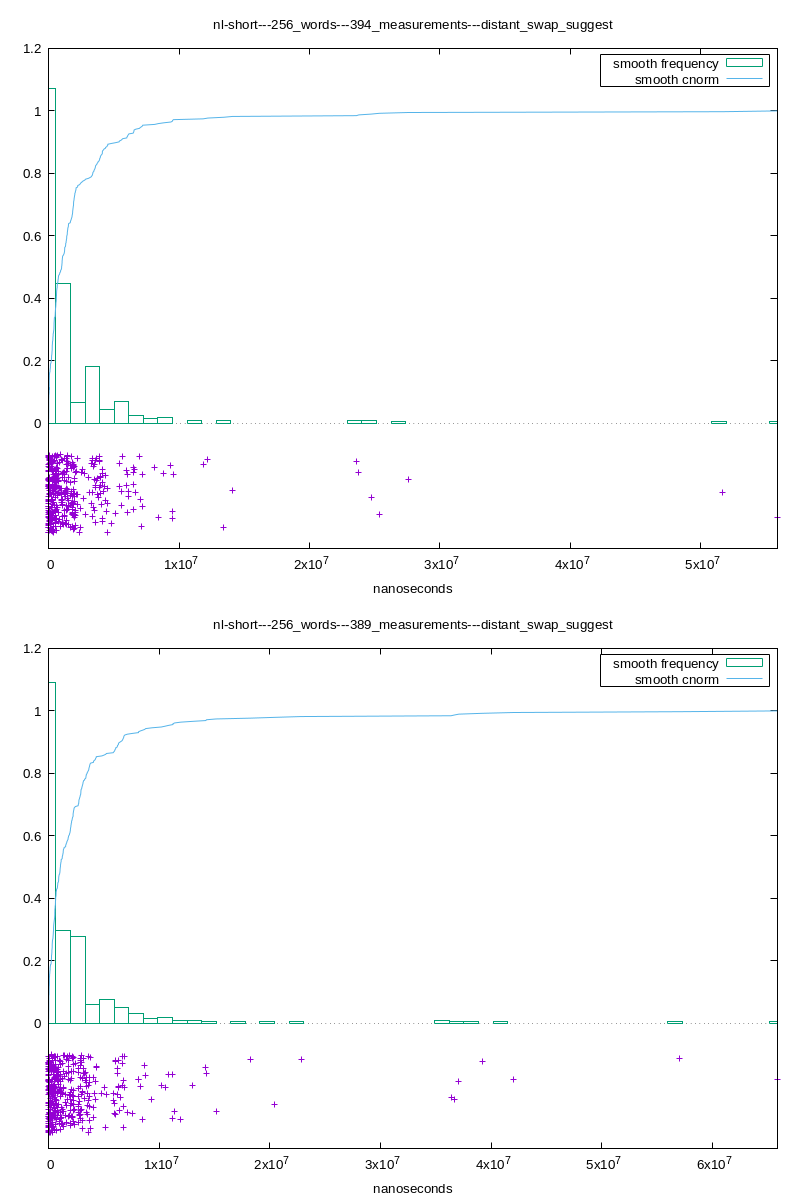 nl-short---256_words---394_measurements---distant_swap_suggest
1.2
smooth frequency
smooth cnorm
1
0.8
0.6
0.4
0.2
0
0 1x10^7 2x10^7 3x10^7 4x10^7 5x10^7
nanoseconds
nl-short---256_words---389_measurements---distant_swap_suggest
1.2
smooth frequency
smooth cnorm
1
0.8
0.6
0.4
0.2
0
0 1x10^7 2x10^7 3x10^7 4x10^7 5x10^7 6x10^7
nanoseconds